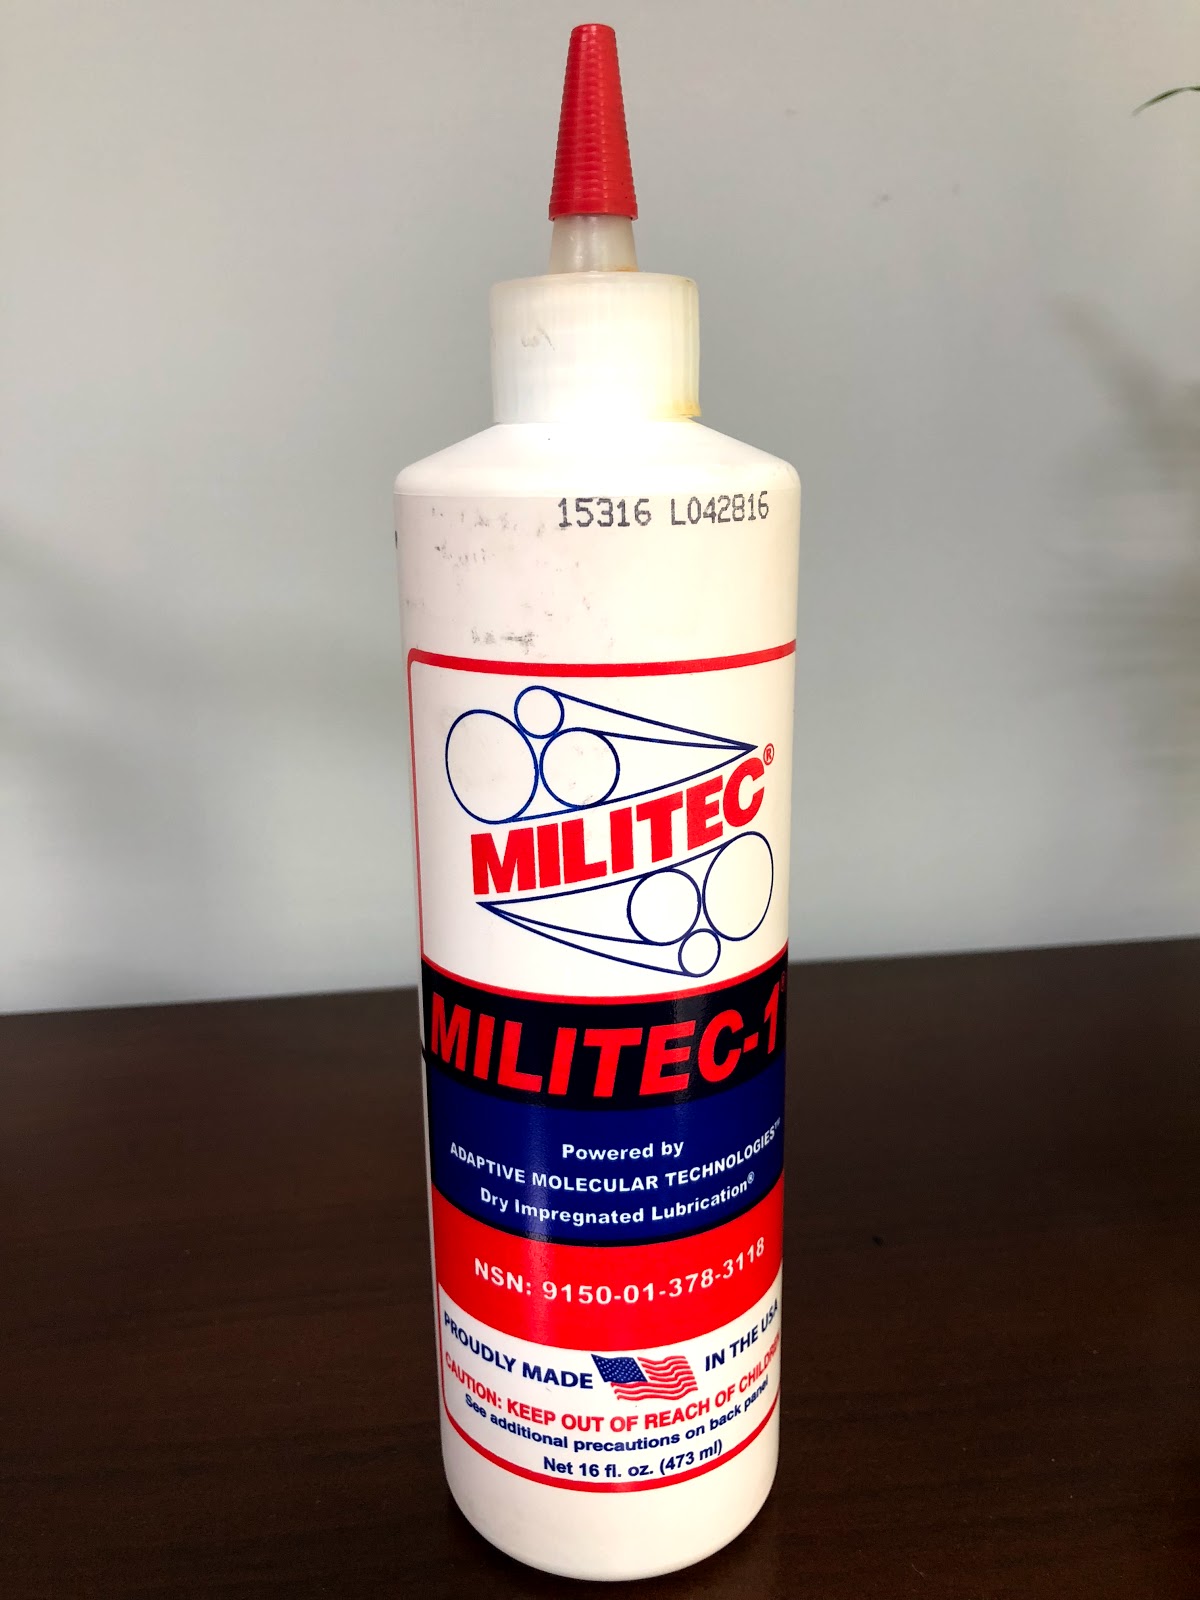 15316 L042816
MILITEC®
MILITEC-1®
Powered by
ADAPTIVE MOLECULAR TECHNOLOGIES™
Dry Impregnated Lubrication®
NSN: 9150-01-378-3118
PROUDLY MADE IN THE USA
CAUTION: KEEP OUT OF REACH OF CHILDREN
See additional precautions on back panel
Net 16 fl. oz. (473 ml)